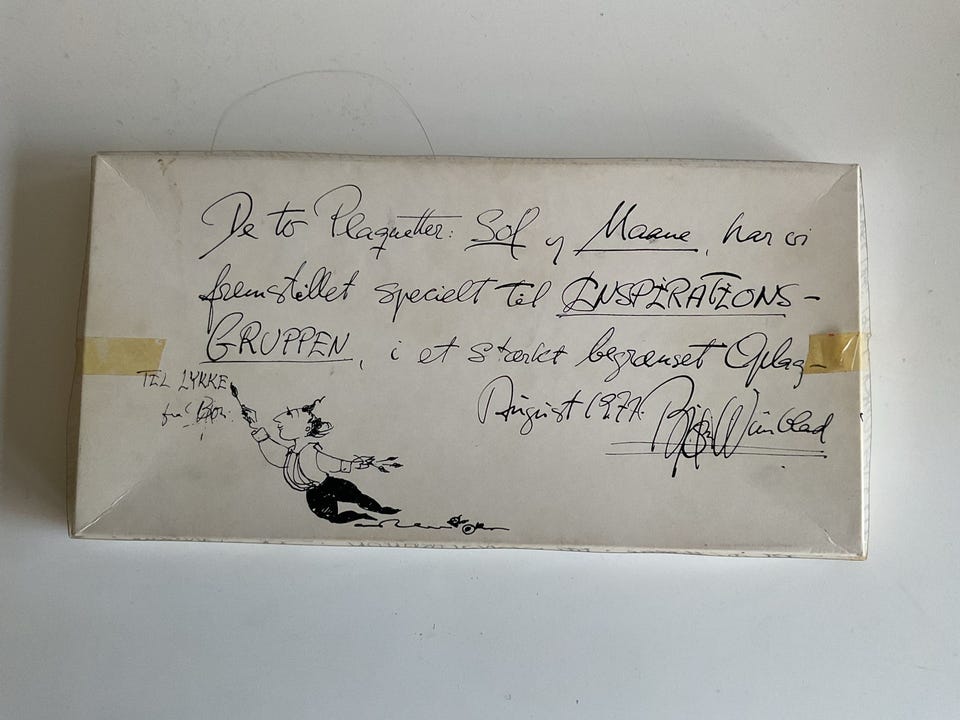 De to Plaquetter: Sol og Maane, har vi
fremstillet specielt til INSPIRATIONS-
GRUPPEN, i et stærkt begrænset Oplag-
August 1977. Bjørn Wiinblad
TIL LYKKE
fra Bjørn.